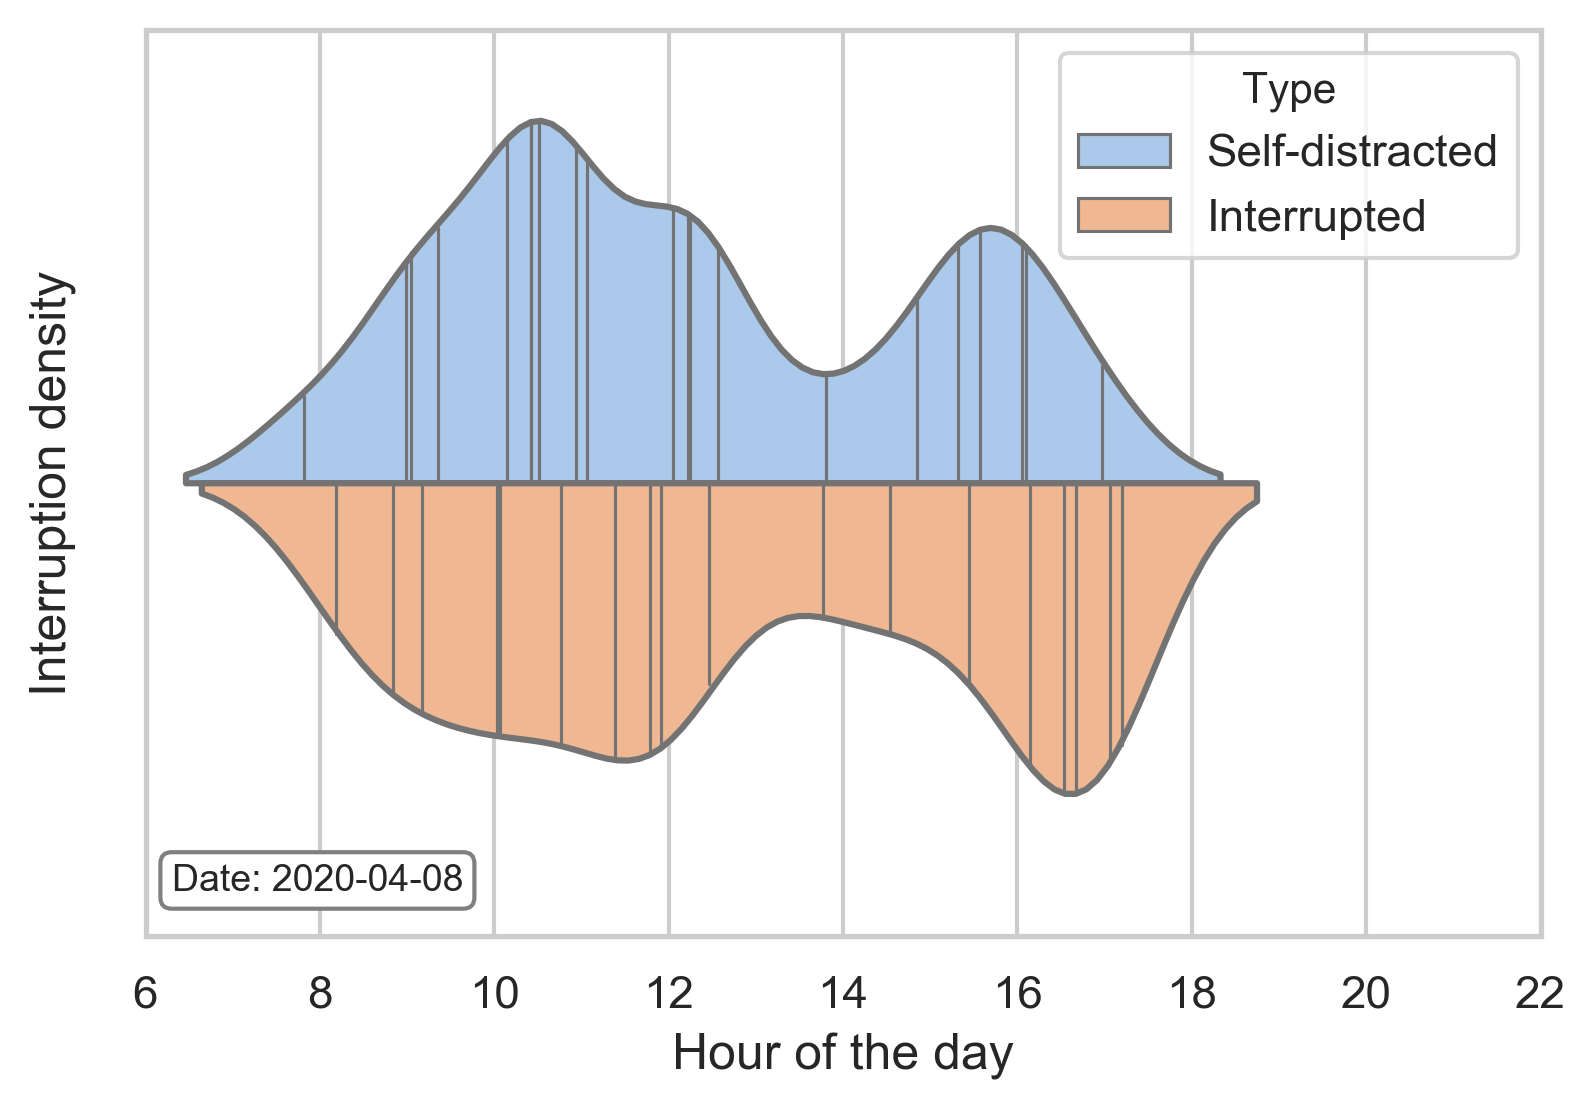 Type
Self-distracted
Interrupted
Interruption density
Date: 2020-04-08
6 8 10 12 14 16 18 20 22
Hour of the day